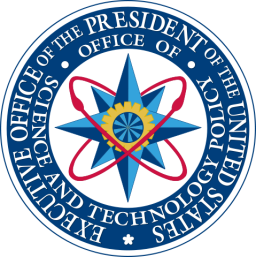 EXECUTIVE OFFICE OF THE PRESIDENT OF THE UNITED STATES
OFFICE OF
SCIENCE AND TECHNOLOGY POLICY